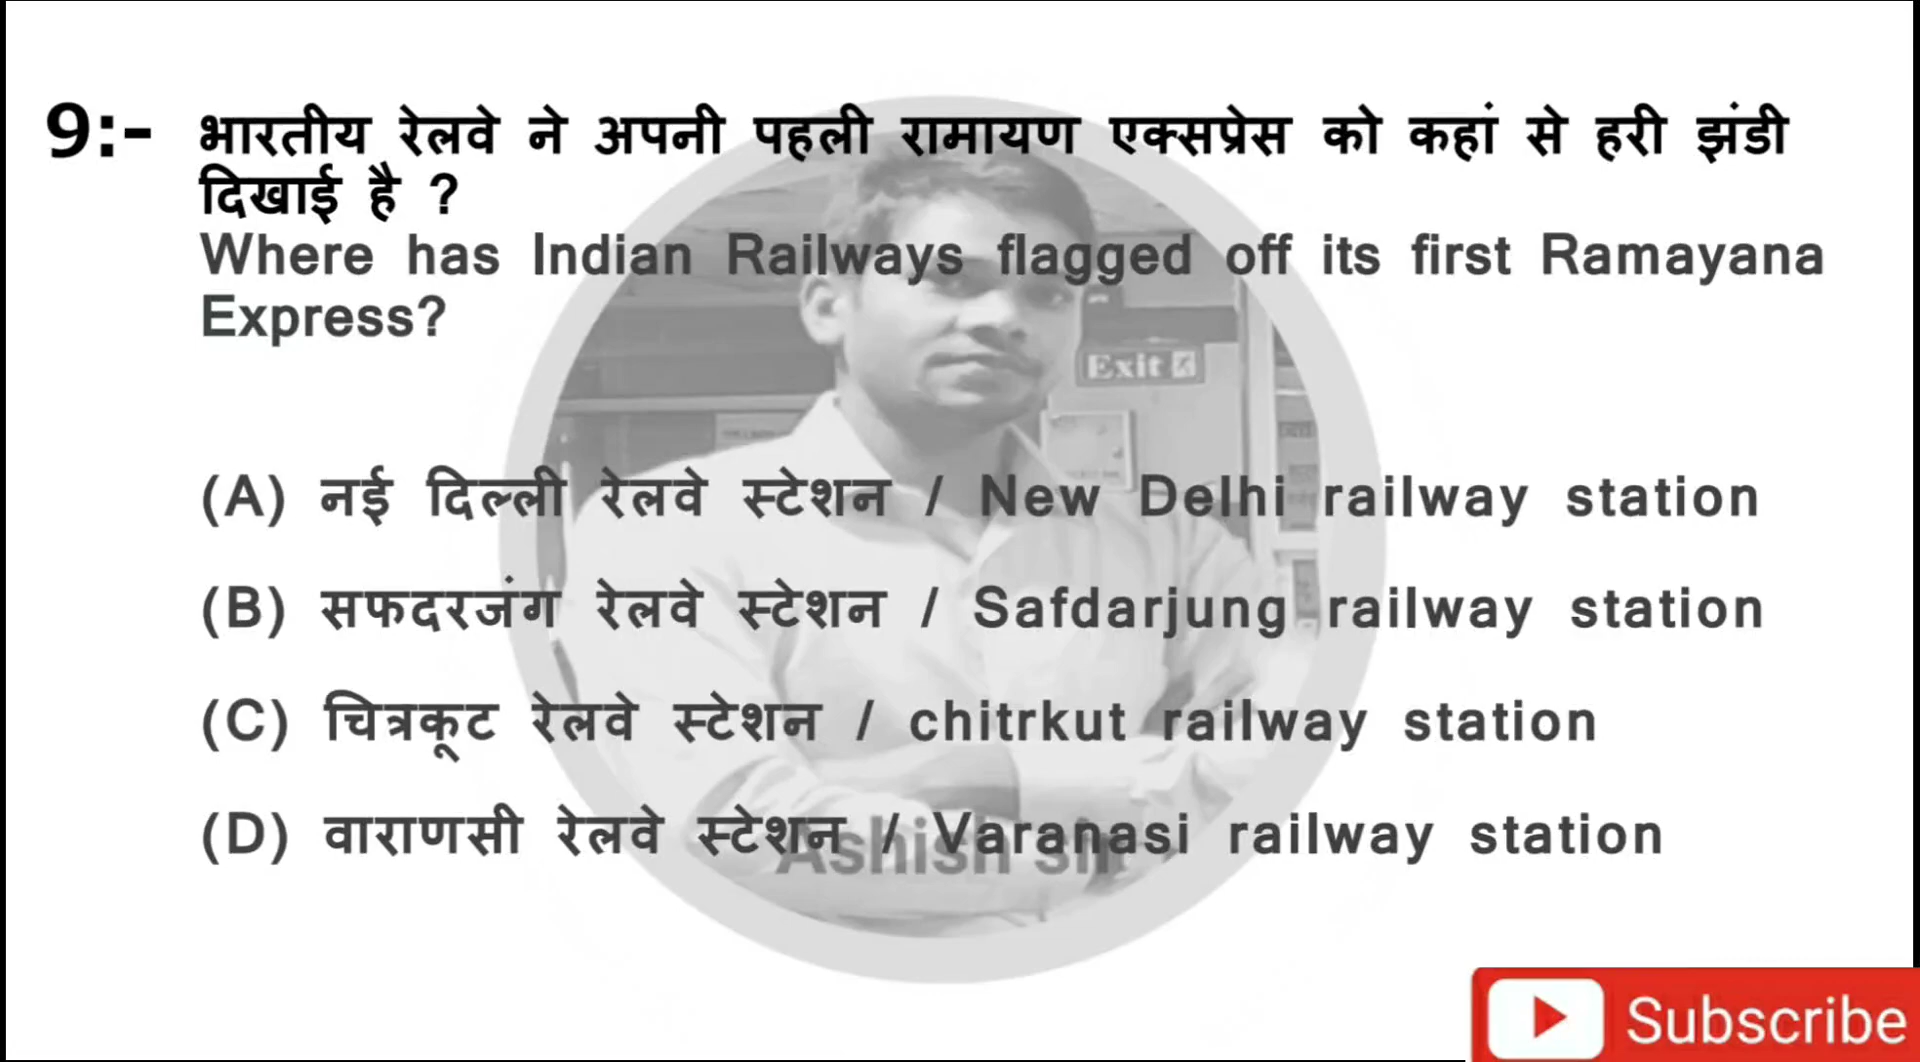 9:- भारतीय रेलवे ने अपनी पहली रामायण एक्सप्रेस को कहां से हरी झंडी
दिखाई है ?
Where has Indian Railways flagged off its first Ramayana
Express?
Exit
(A) नई दिल्ली रेलवे स्टेशन / New Delhi railway station
(B) सफदरजंग रेलवे स्टेशन / Safdarjung railway station
(C) चित्रकूट रेलवे स्टेशन / chitrkut railway station
(D) वाराणसी रेलवे स्टेशन / Varanasi railway station
Ashish
Subscribe